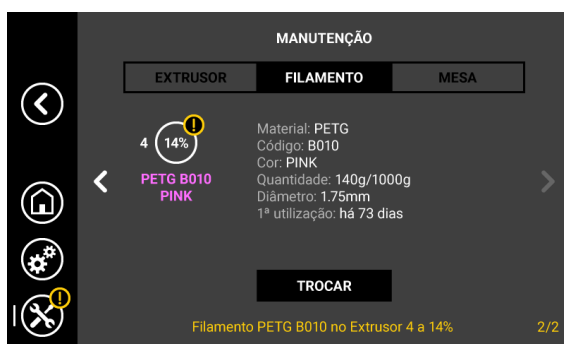 MANUTENÇÃO
EXTRUSOR
FILAMENTO
MESA
4
14%
!
PETG B010
PINK
Material: PETG
Código: B010
Cor: PINK
Quantidade: 140g/1000g
Diâmetro: 1.75mm
1ª utilização: há 73 dias
TROCAR
!
Filamento PETG B010 no Extrusor 4 a 14%
2/2